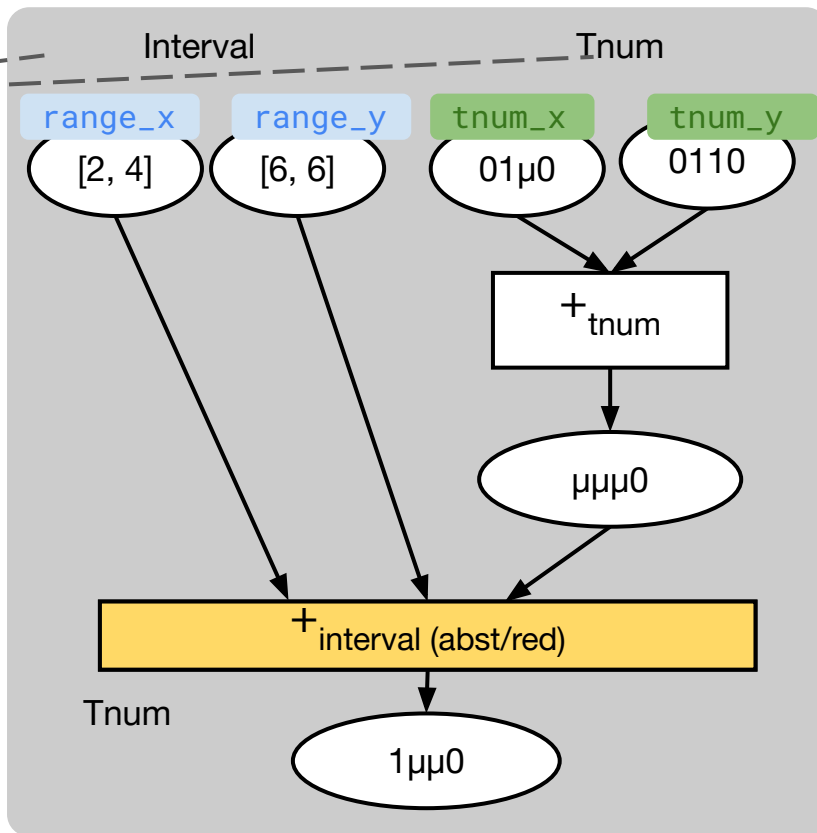 Interval Tnum
range_x range_y tnum_x tnum_y
[2, 4] [6, 6] 01µ0 0110
+tnum
µµµ0
+interval (abst/red)
Tnum
1µµ0